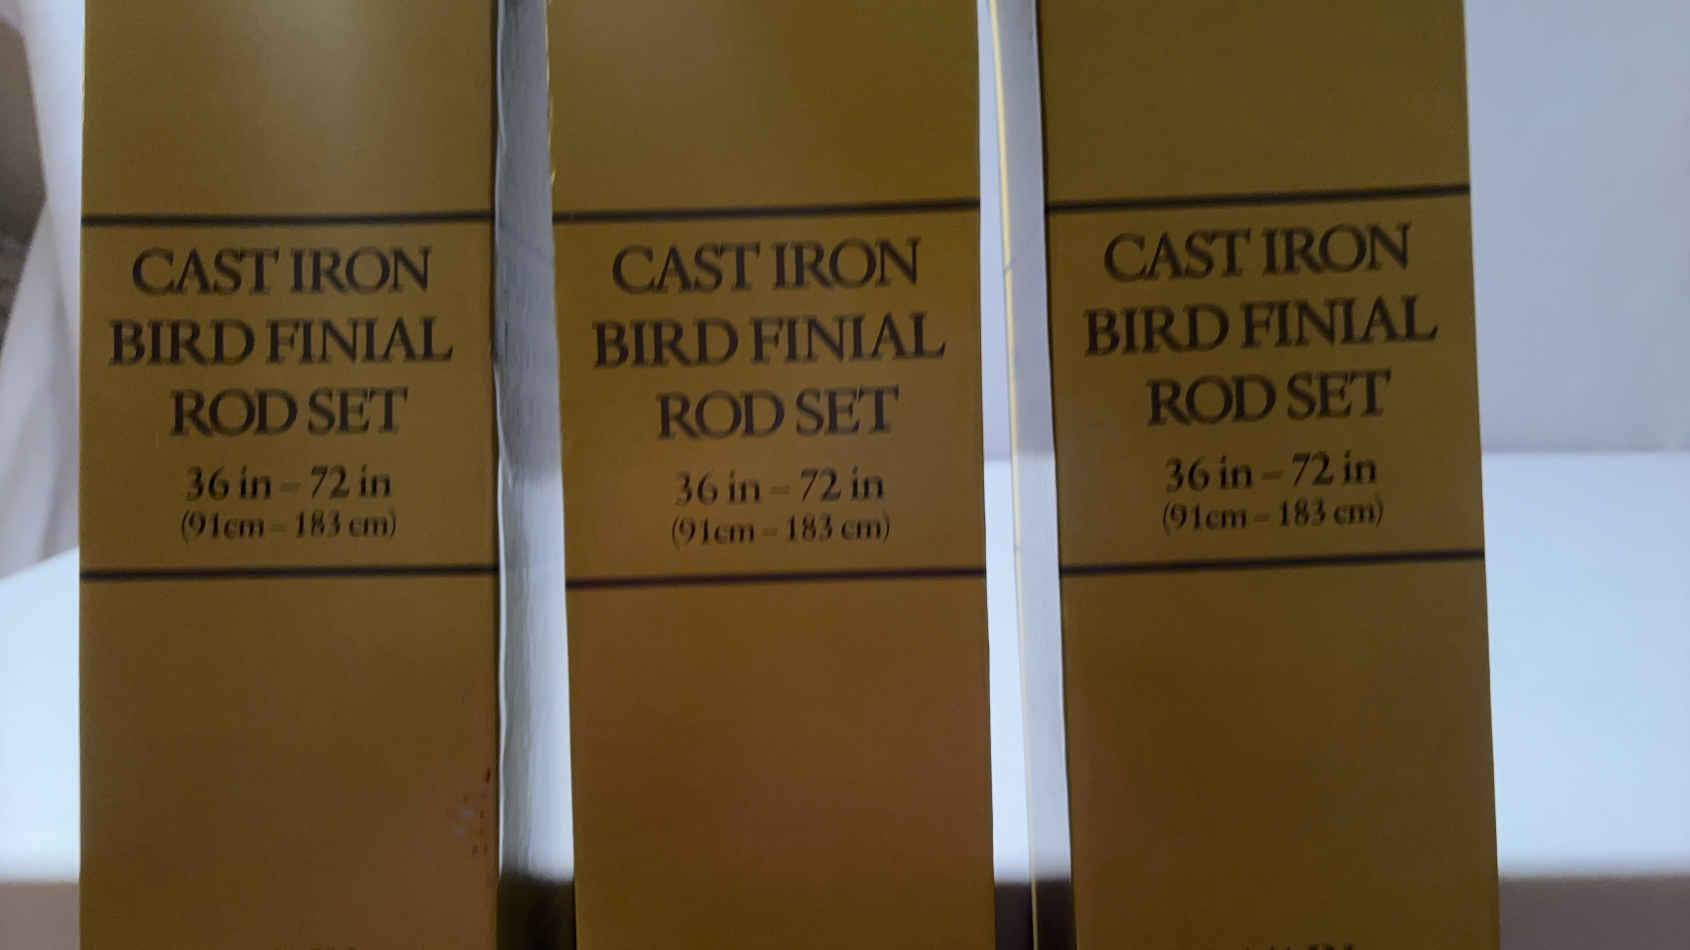 CAST IRON
BIRD FINIAL
ROD SET
36 in – 72 in
(91cm – 183 cm)
CAST IRON
BIRD FINIAL
ROD SET
36 in – 72 in
(91cm – 183 cm)
CAST IRON
BIRD FINIAL
ROD SET
36 in – 72 in
(91cm – 183 cm)